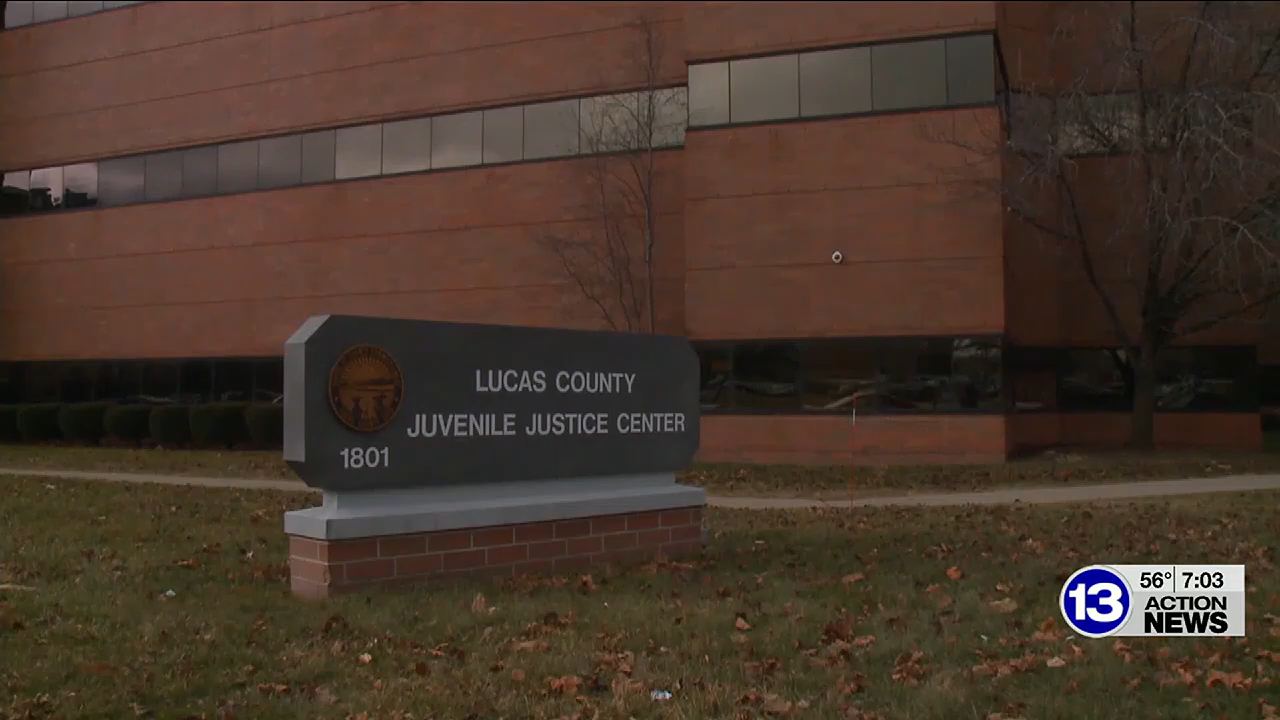 LUCAS COUNTY
JUVENILE JUSTICE CENTER
1801
13
56° 7:03
ACTION
NEWS